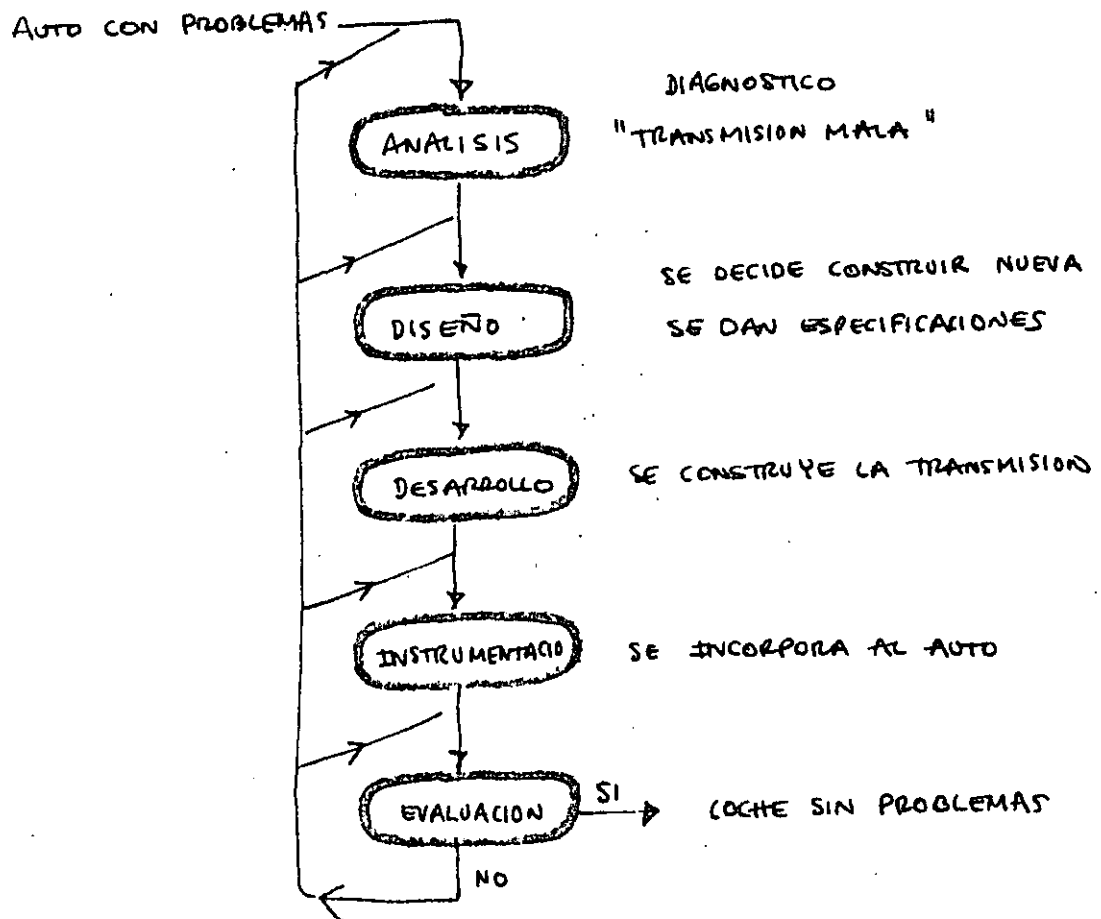 AUTO CON PROBLEMAS
DIAGNOSTICO
ANALISIS
"TRANSMISION MALA"
SE DECIDE CONSTRUIR NUEVA
DISEÑO
SE DAN ESPECIFICACIONES
DESARROLLO
SE CONSTRUYE LA TRANSMISION
INSTRUMENTACIO
SE INCORPORA AL AUTO
EVALUACION
SI
COCHE SIN PROBLEMAS
NO